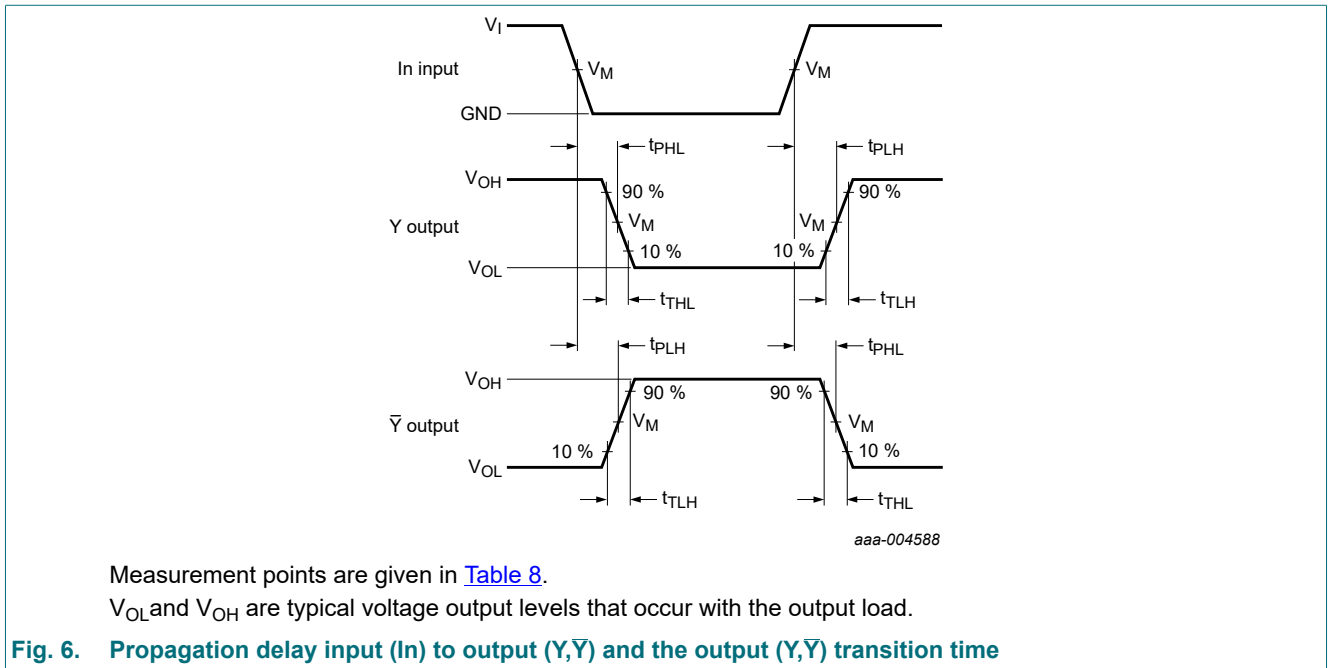 VI
In input
VM
VM
GND
tPHL
tPLH
VOH
90 %
90 %
Y output
VM
VM
10 %
10 %
VOL
tTHL
tTLH
tPLH
tPHL
VOH
90 %
90 %
Y̅ output
VM
VM
10 %
10 %
VOL
tTLH
tTHL
aaa-004588
Measurement points are given in Table 8.
VOLand VOH are typical voltage output levels that occur with the output load.
Fig. 6. Propagation delay input (In) to output (Y,Y̅) and the output (Y,Y̅) transition time